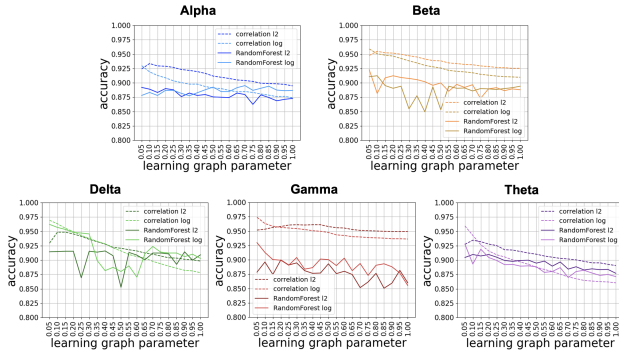 Alpha
accuracy
1.000
0.975
0.950
0.925
0.900
0.875
0.850
0.825
0.800
correlation l2
correlation log
RandomForest l2
RandomForest log
0.05 0.10 0.15 0.20 0.25 0.30 0.35 0.40 0.45 0.50 0.55 0.60 0.65 0.70 0.75 0.80 0.85 0.90 0.95 1.00
learning graph parameter
Beta
accuracy
1.000
0.975
0.950
0.925
0.900
0.875
0.850
0.825
0.800
correlation l2
correlation log
RandomForest l2
RandomForest log
0.05 0.10 0.15 0.20 0.25 0.30 0.35 0.40 0.45 0.50 0.55 0.60 0.65 0.70 0.75 0.80 0.85 0.90 0.95 1.00
learning graph parameter
Delta
accuracy
1.000
0.975
0.950
0.925
0.900
0.875
0.850
0.825
0.800
correlation l2
correlation log
RandomForest l2
RandomForest log
0.05 0.10 0.15 0.20 0.25 0.30 0.35 0.40 0.45 0.50 0.55 0.60 0.65 0.70 0.75 0.80 0.85 0.90 0.95 1.00
learning graph parameter
Gamma
accuracy
1.000
0.975
0.950
0.925
0.900
0.875
0.850
0.825
0.800
correlation l2
correlation log
RandomForest l2
RandomForest log
0.05 0.10 0.15 0.20 0.25 0.30 0.35 0.40 0.45 0.50 0.55 0.60 0.65 0.70 0.75 0.80 0.85 0.90 0.95 1.00
learning graph parameter
Theta
accuracy
1.000
0.975
0.950
0.925
0.900
0.875
0.850
0.825
0.800
correlation l2
correlation log
RandomForest l2
RandomForest log
0.05 0.10 0.15 0.20 0.25 0.30 0.35 0.40 0.45 0.50 0.55 0.60 0.65 0.70 0.75 0.80 0.85 0.90 0.95 1.00
learning graph parameter